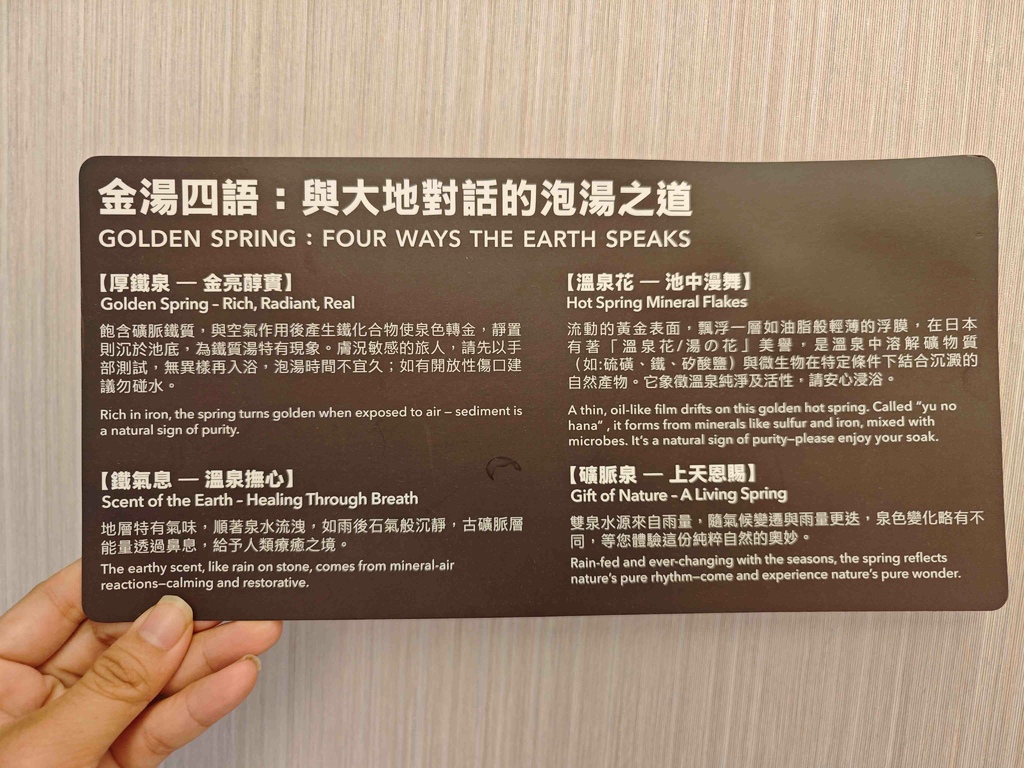 金湯四語：與大地對話的泡湯之道
GOLDEN SPRING : FOUR WAYS THE EARTH SPEAKS
【厚鐵泉 — 金亮醇實】
Golden Spring – Rich, Radiant, Real
飽含礦脈鐵質，與空氣作用後產生鐵化合物使泉色轉金，靜置
則沉於池底，為鐵質湯特有現象。膚況敏感的旅人，請先以手
部測試，無異樣再入浴，泡湯時間不宜久；如有開放性傷口建
議勿碰水。
Rich in iron, the spring turns golden when exposed to air – sediment is
a natural sign of purity.
【鐵氣息 — 溫泉撫心】
Scent of the Earth – Healing Through Breath
地層特有氣味，順著泉水流洩，如雨後石氣般沉靜，古礦脈層
能量透過鼻息，給予人類療癒之境。
The earthy scent, like rain on stone, comes from mineral-air
reactions—calming and restorative.
【溫泉花 — 池中漫舞】
Hot Spring Mineral Flakes
流動的黃金表面，飄浮一層如油脂般輕薄的浮膜，在日本
有著「溫泉花/湯の花」美譽，是溫泉中溶解礦物質
（如:硫磺、鐵、矽酸鹽）與微生物在特定條件下結合沉澱的
自然產物。它象徵溫泉純淨及活性，請安心浸浴。
A thin, oil-like film drifts on this golden hot spring. Called "yu no
hana" , it forms from minerals like sulfur and iron, mixed with
microbes. It's a natural sign of purity—please enjoy your soak.
【礦脈泉 — 上天恩賜】
Gift of Nature – A Living Spring
雙泉水源來自雨量，隨氣候變遷與雨量更迭，泉色變化略有不
同，等您體驗這份純粹自然的奧妙。
Rain-fed and ever-changing with the seasons, the spring reflects
nature's pure rhythm—come and experience nature's pure wonder.